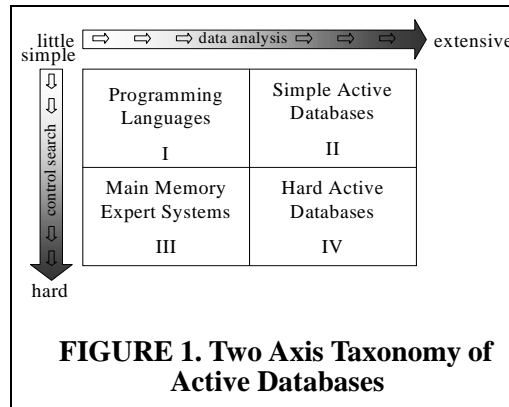 little data analysis extensive
simple
control search
Programming Languages
I
Simple Active Databases
II
Main Memory Expert Systems
III
Hard Active Databases
IV
hard
FIGURE 1. Two Axis Taxonomy of
Active Databases